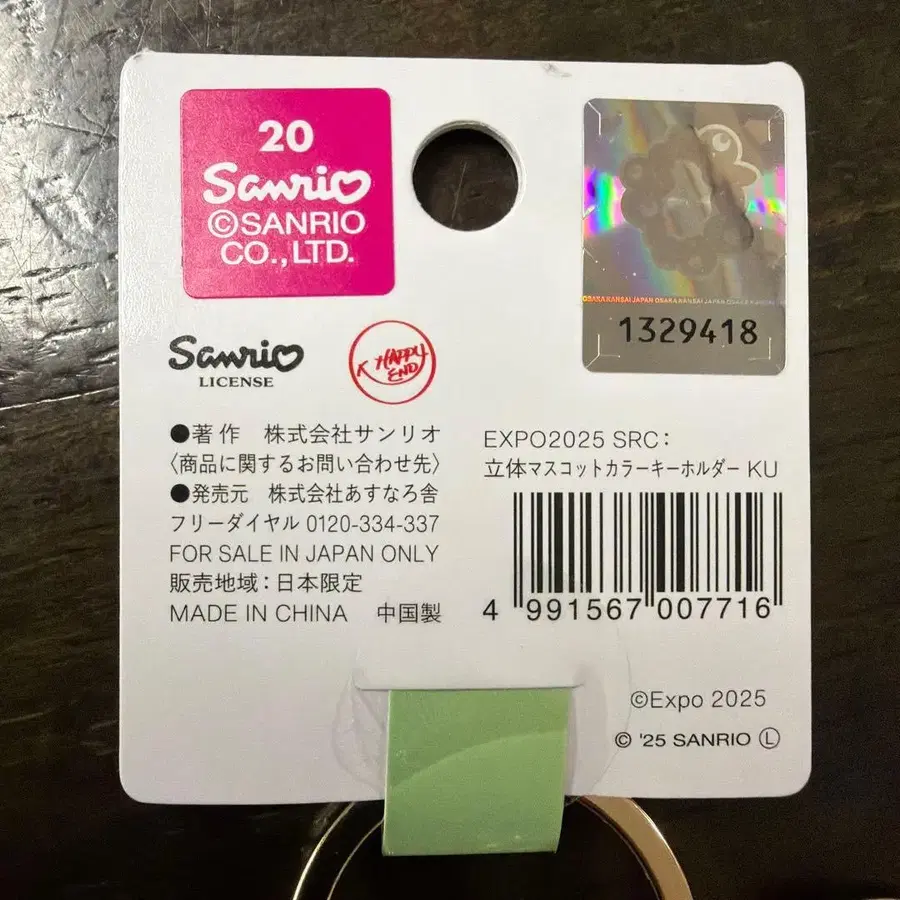 20
Sanrio
©SANRIO
CO.,LTD.
OSAKA KANSAI JAPAN OSAKA KANSAI JAPAN
1329418
Sanrio
LICENSE
K HAPPY
END
●著作 株式会社サンリオ
〈商品に関するお問い合わせ先〉
●発売元 株式会社あすなろ舎
フリーダイヤル 0120-334-337
FOR SALE IN JAPAN ONLY
販売地域：日本限定
MADE IN CHINA 中国製
EXPO2025 SRC：
立体マスコットカラーキーホルダー KU
4 991567 007716
©Expo 2025
© '25 SANRIO Ⓛ